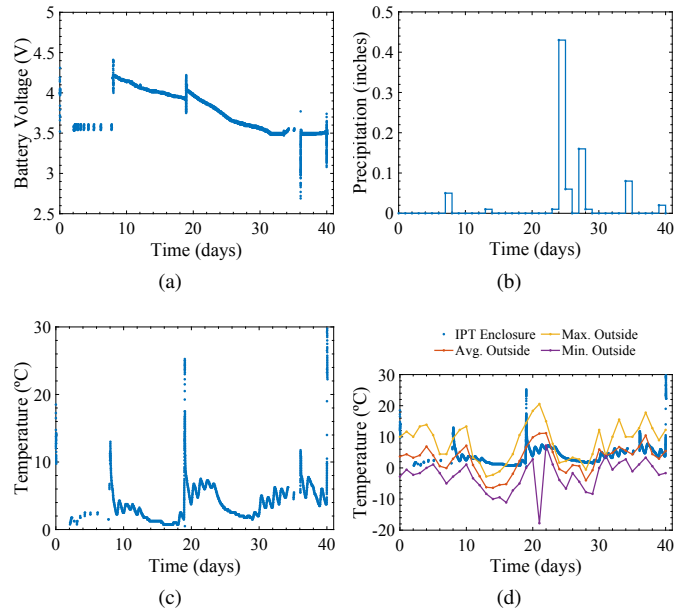 Battery Voltage (V)
5
4.5
4
3.5
3
2.5
0 10 20 30 40
Time (days)
(a)
Precipitation (inches)
0.5
0.4
0.3
0.2
0.1
0
0 10 20 30 40
Time (days)
(b)
Temperature (ºC)
30
20
10
0
0 10 20 30 40
Time (days)
(c)
IPT Enclosure Max. Outside
Avg. Outside Min. Outside
Temperature (ºC)
30
20
10
0
-10
-20
0 10 20 30 40
Time (days)
(d)